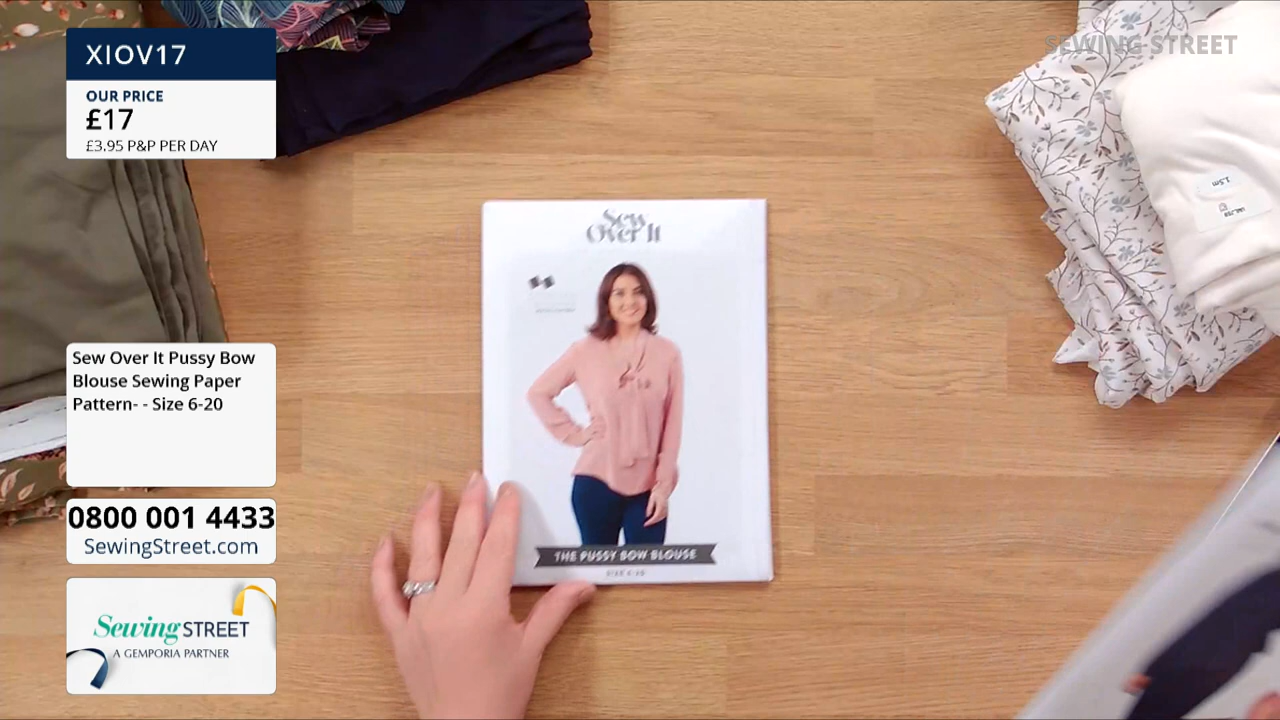 XIOV17
OUR PRICE
£17
£3.95 P&P PER DAY
SEWING STREET
Sew
Over It
THE PUSSY BOW BLOUSE
Sew Over It Pussy Bow
Blouse Sewing Paper
Pattern- - Size 6-20
0800 001 4433
SewingStreet.com
Sewing STREET
A GEMPORIA PARTNER
1.5m